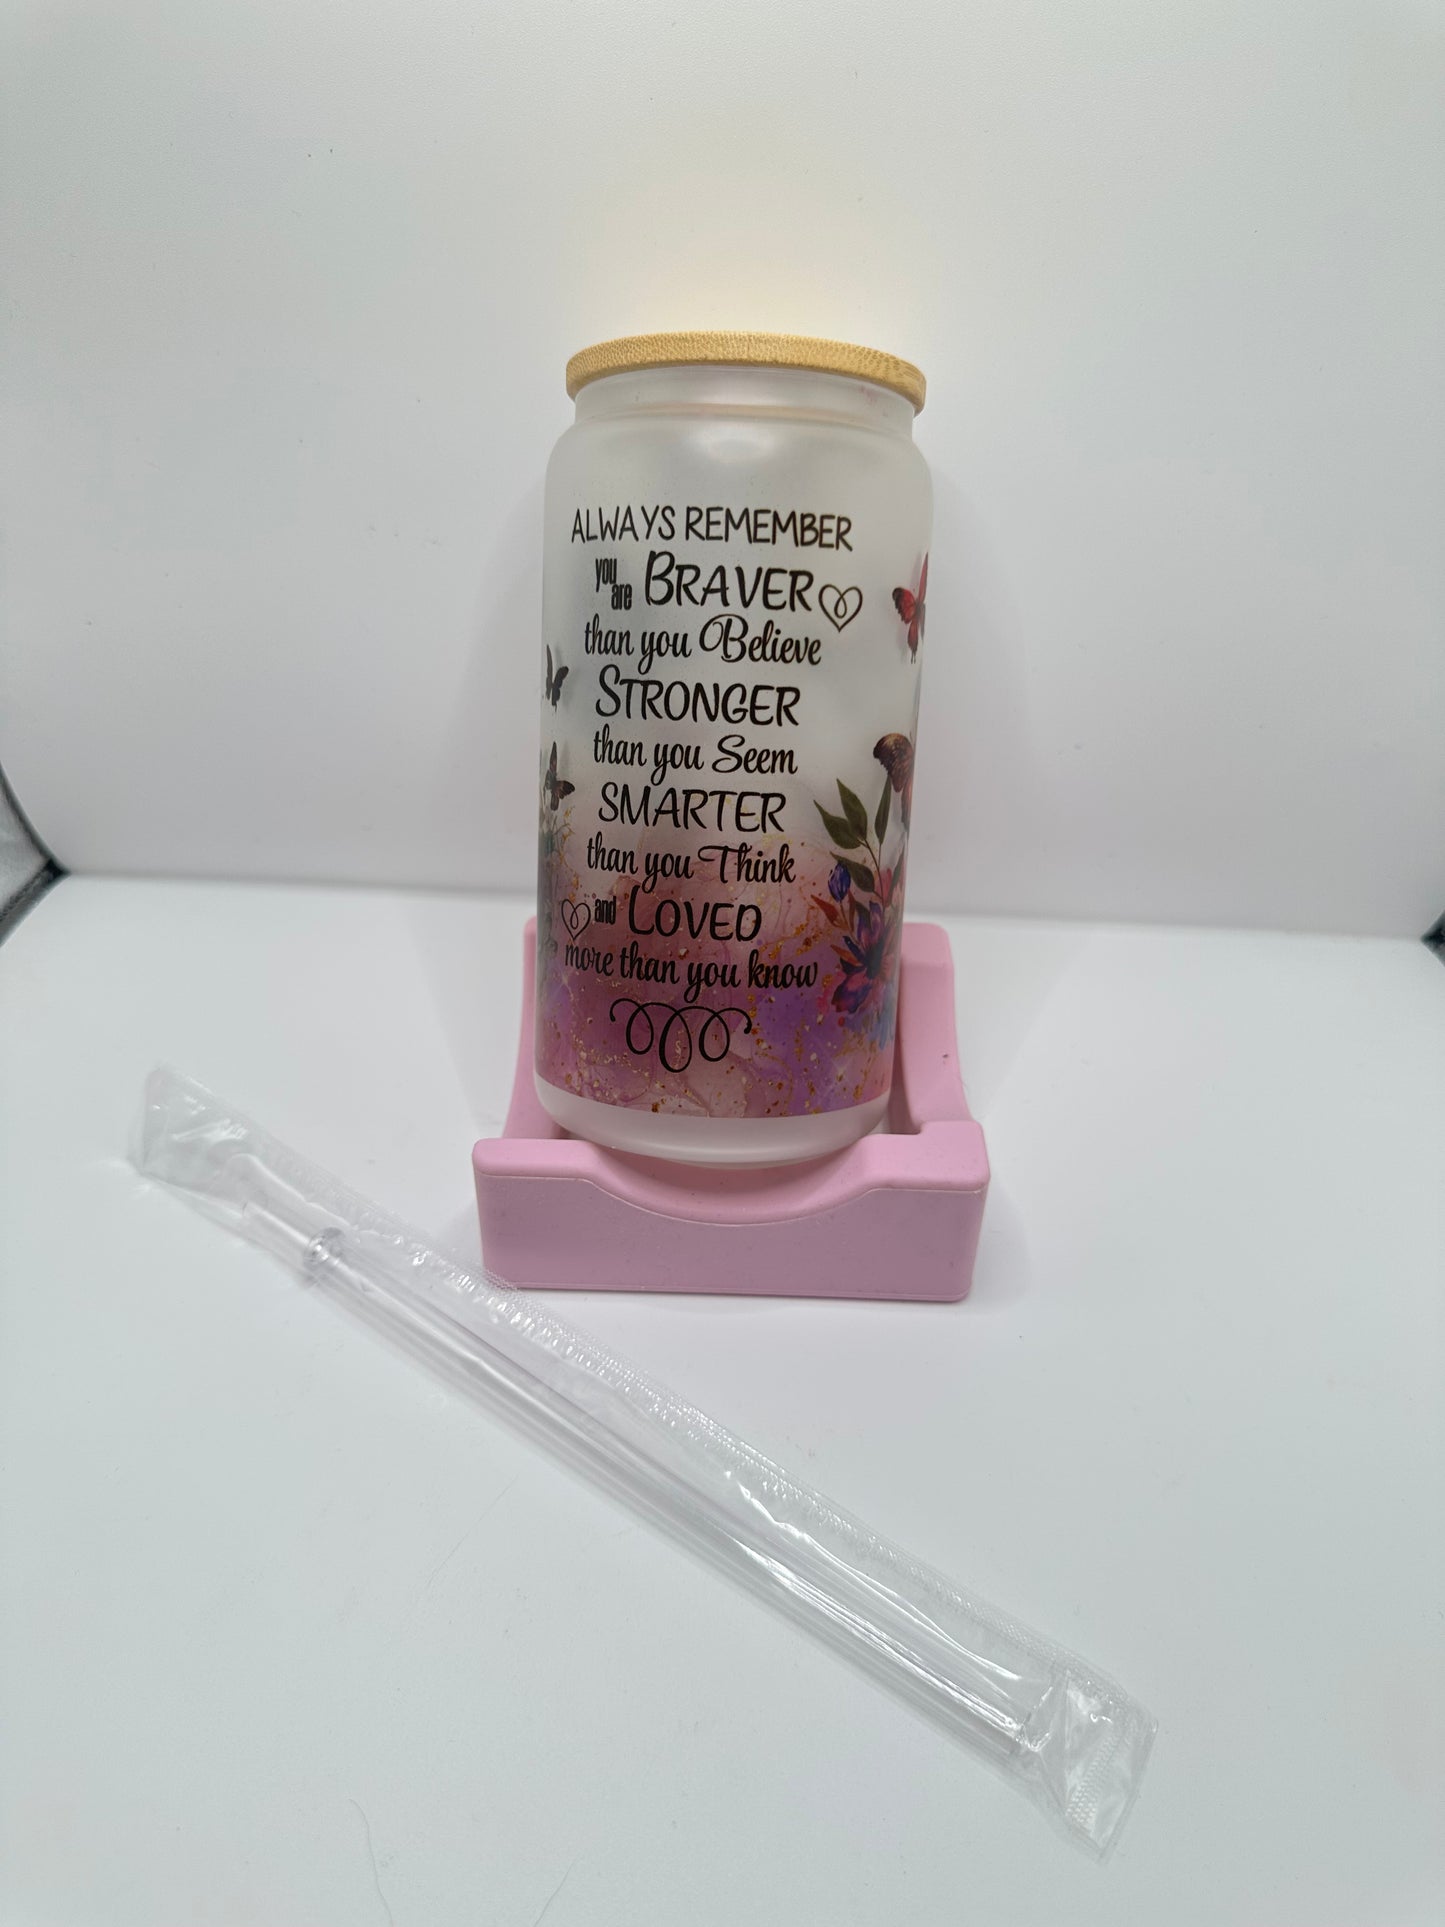 ALWAYS REMEMBER
you are BRAVER
than you Believe
STRONGER
than you Seem
SMARTER
than you Think
and LOVED
more than you know